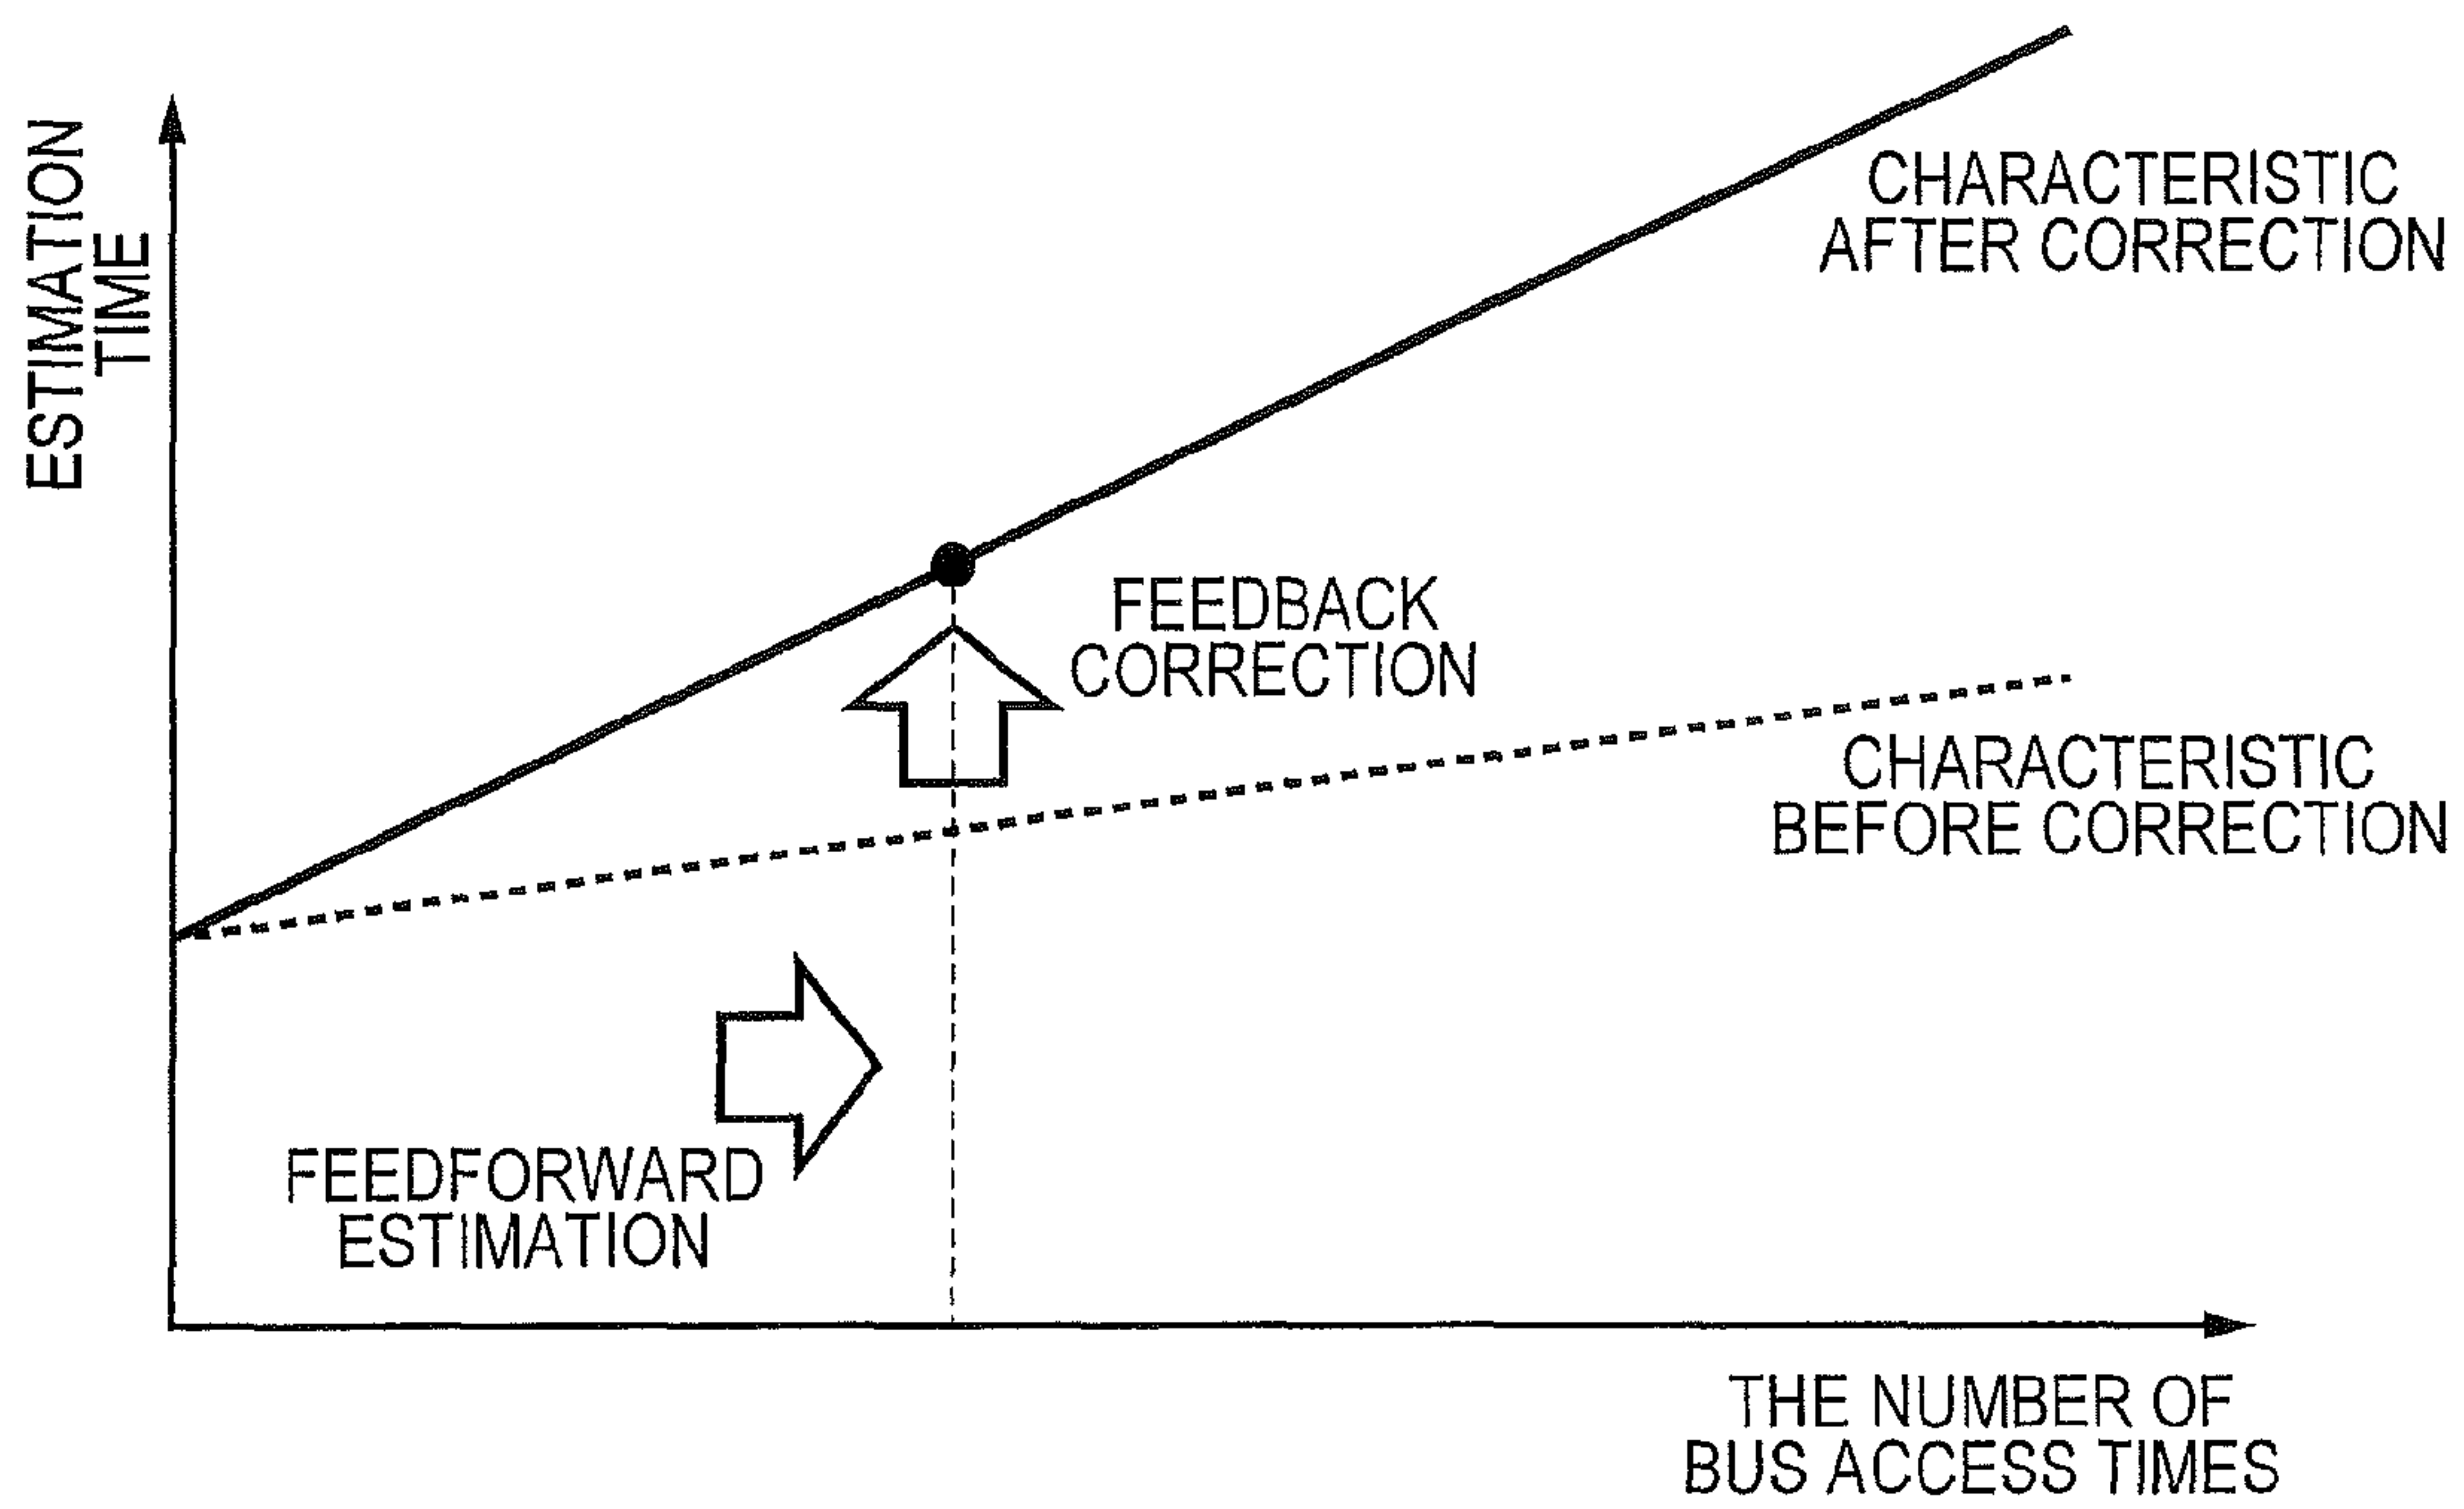 ESTIMATION
TIME
CHARACTERISTIC
AFTER CORRECTION
FEEDBACK
CORRECTION
CHARACTERISTIC
BEFORE CORRECTION
FEEDFORWARD
ESTIMATION
THE NUMBER OF
BUS ACCESS TIMES